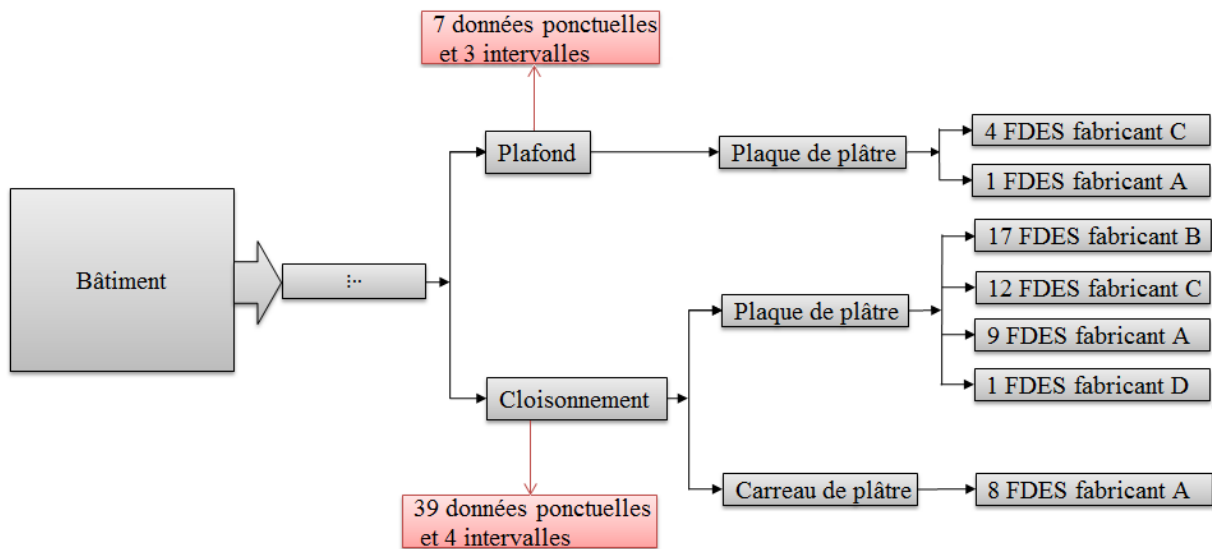 7 données ponctuelles
et 3 intervalles
Plafond
Plaque de plâtre
4 FDES fabricant C
1 FDES fabricant A
Bâtiment
Plaque de plâtre
17 FDES fabricant B
12 FDES fabricant C
9 FDES fabricant A
1 FDES fabricant D
Cloisonnement
Carreau de plâtre
8 FDES fabricant A
39 données ponctuelles
et 4 intervalles